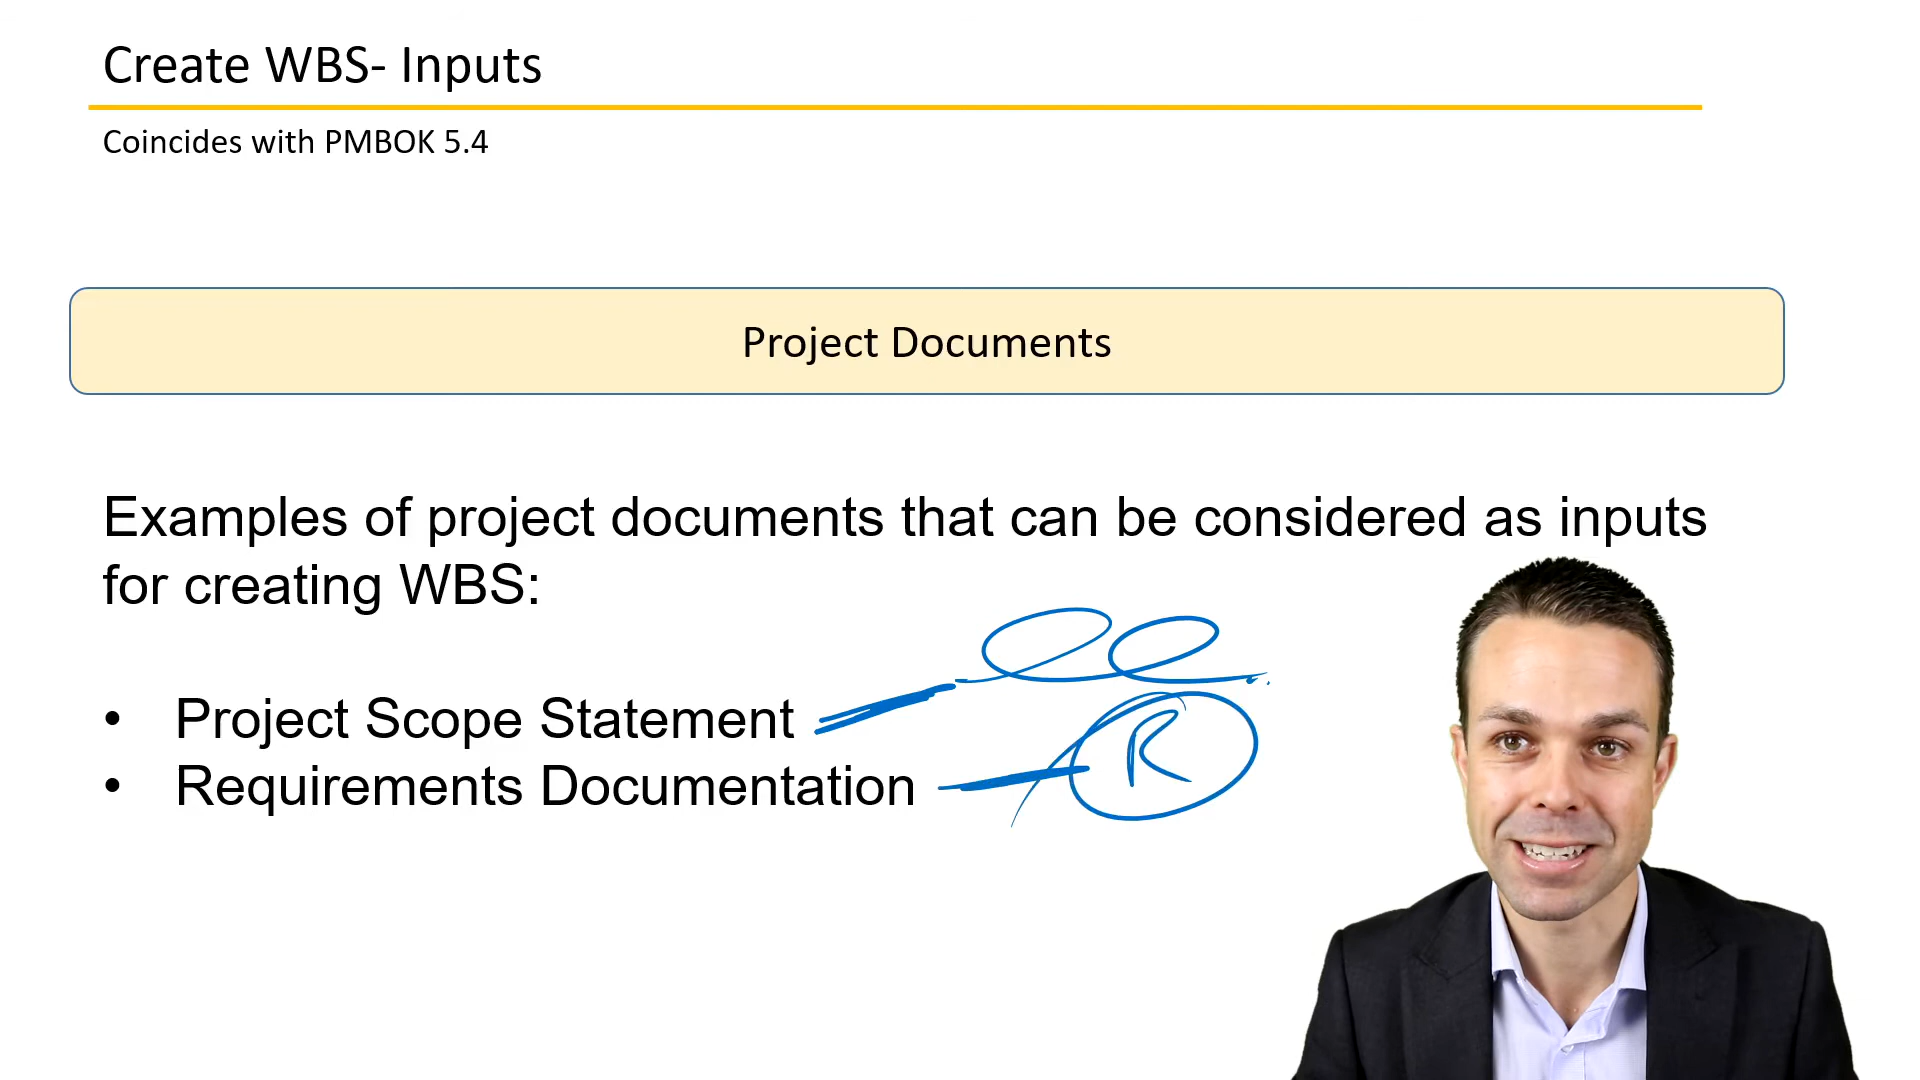 Create WBS- Inputs
Coincides with PMBOK 5.4
Project Documents
Examples of project documents that can be considered as inputs
for creating WBS:
• Project Scope Statement
• Requirements Documentation
R